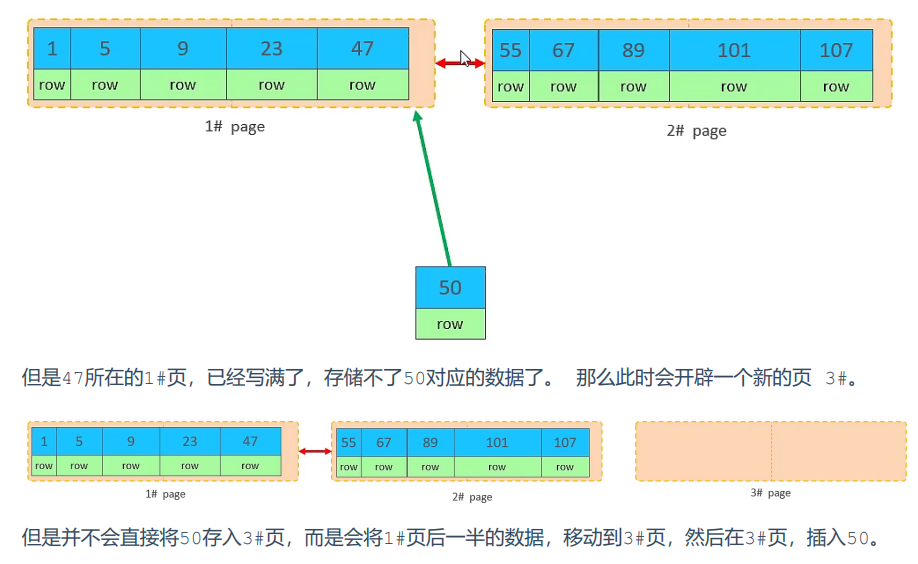 1 5 9 23 47 55 67 89 101 107
row row row row row row row row row row
1# page 2# page
50
row
但是47所在的1#页，已经写满了，存储不了50对应的数据了。 那么此时会开辟一个新的页 3#。
1 5 9 23 47 55 67 89 101 107
row row row row row row row row row row
1# page 2# page 3# page
但是并不会直接将50存入3#页，而是会将1#页后一半的数据，移动到3#页，然后在3#页，插入50。